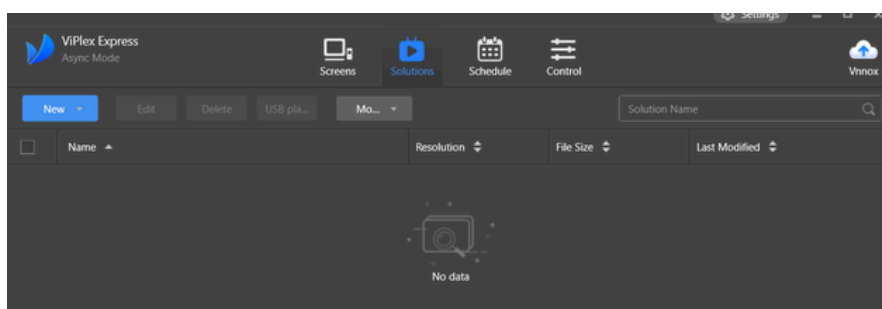 Settings
ViPlex Express
Async Mode
Screens
Solutions
Schedule
Control
Vnnox
New
Edit
Delete
USB pla...
Mo...
Solution Name
Name
Resolution
File Size
Last Modified
No data